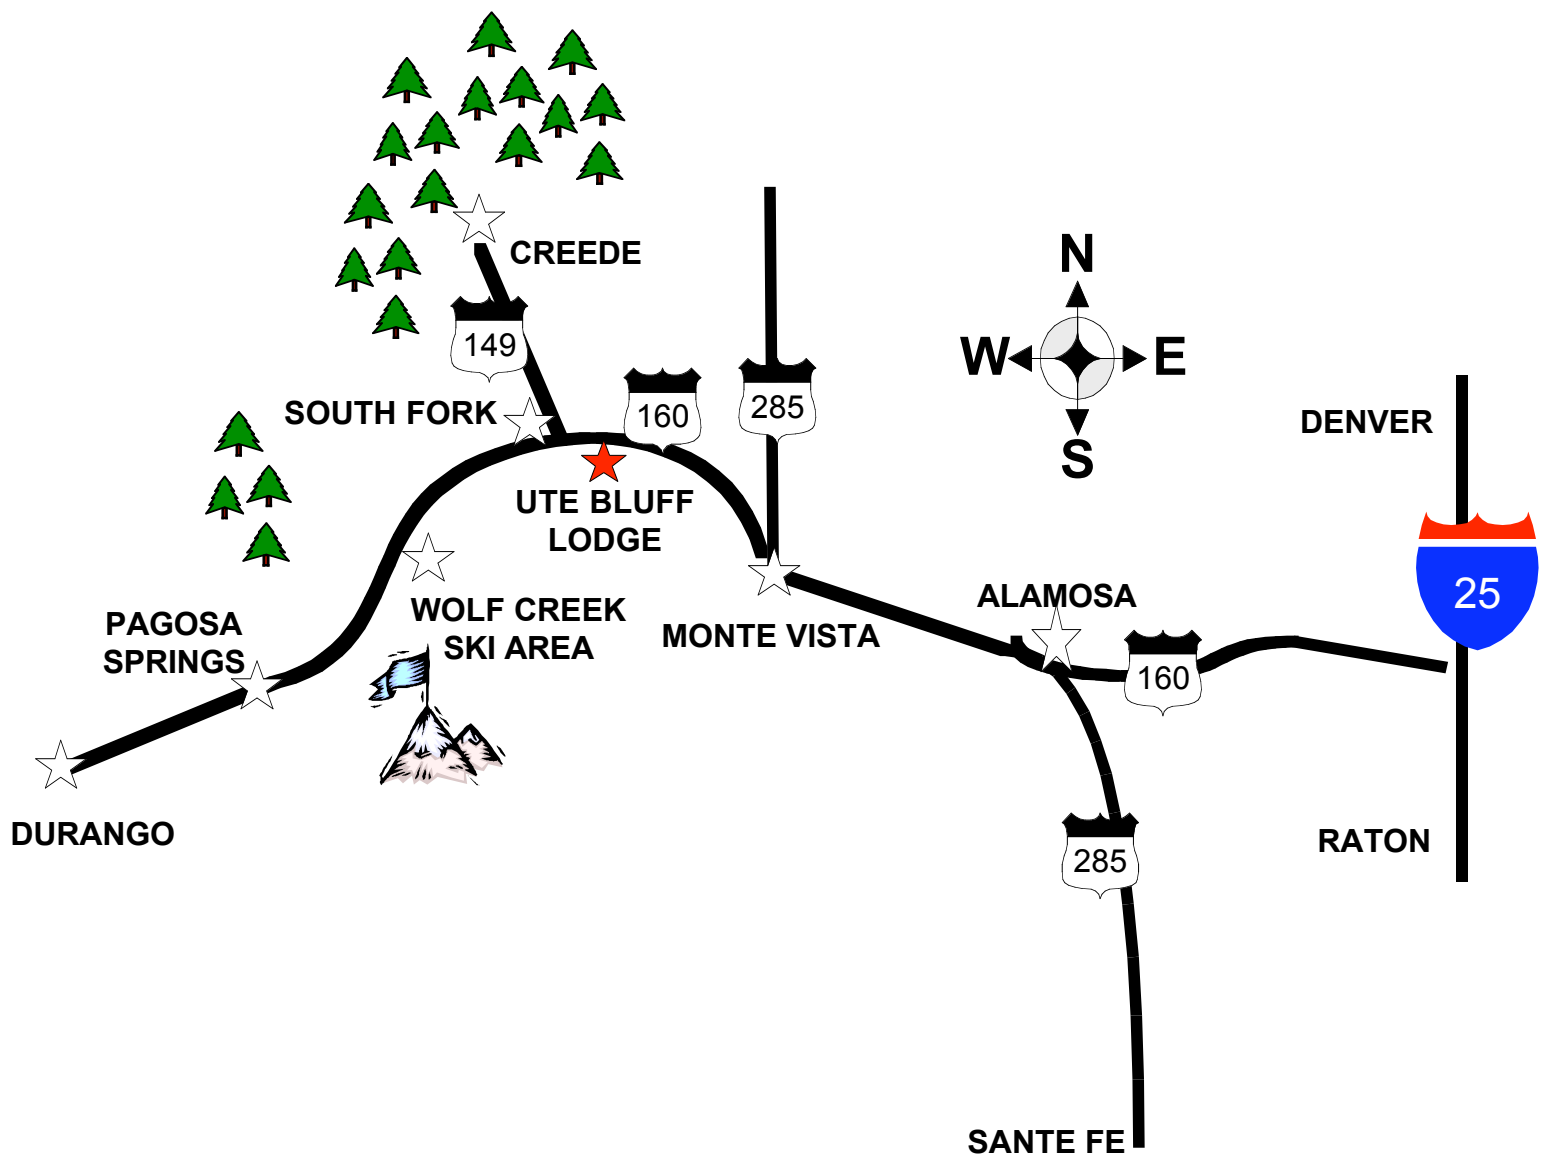 CREEDE
N
149
W
E
SOUTH FORK
160
285
DENVER
S
UTE BLUFF
LODGE
25
ALAMOSA
WOLF CREEK
SKI AREA
PAGOSA
SPRINGS
MONTE VISTA
160
DURANGO
RATON
285
SANTE FE